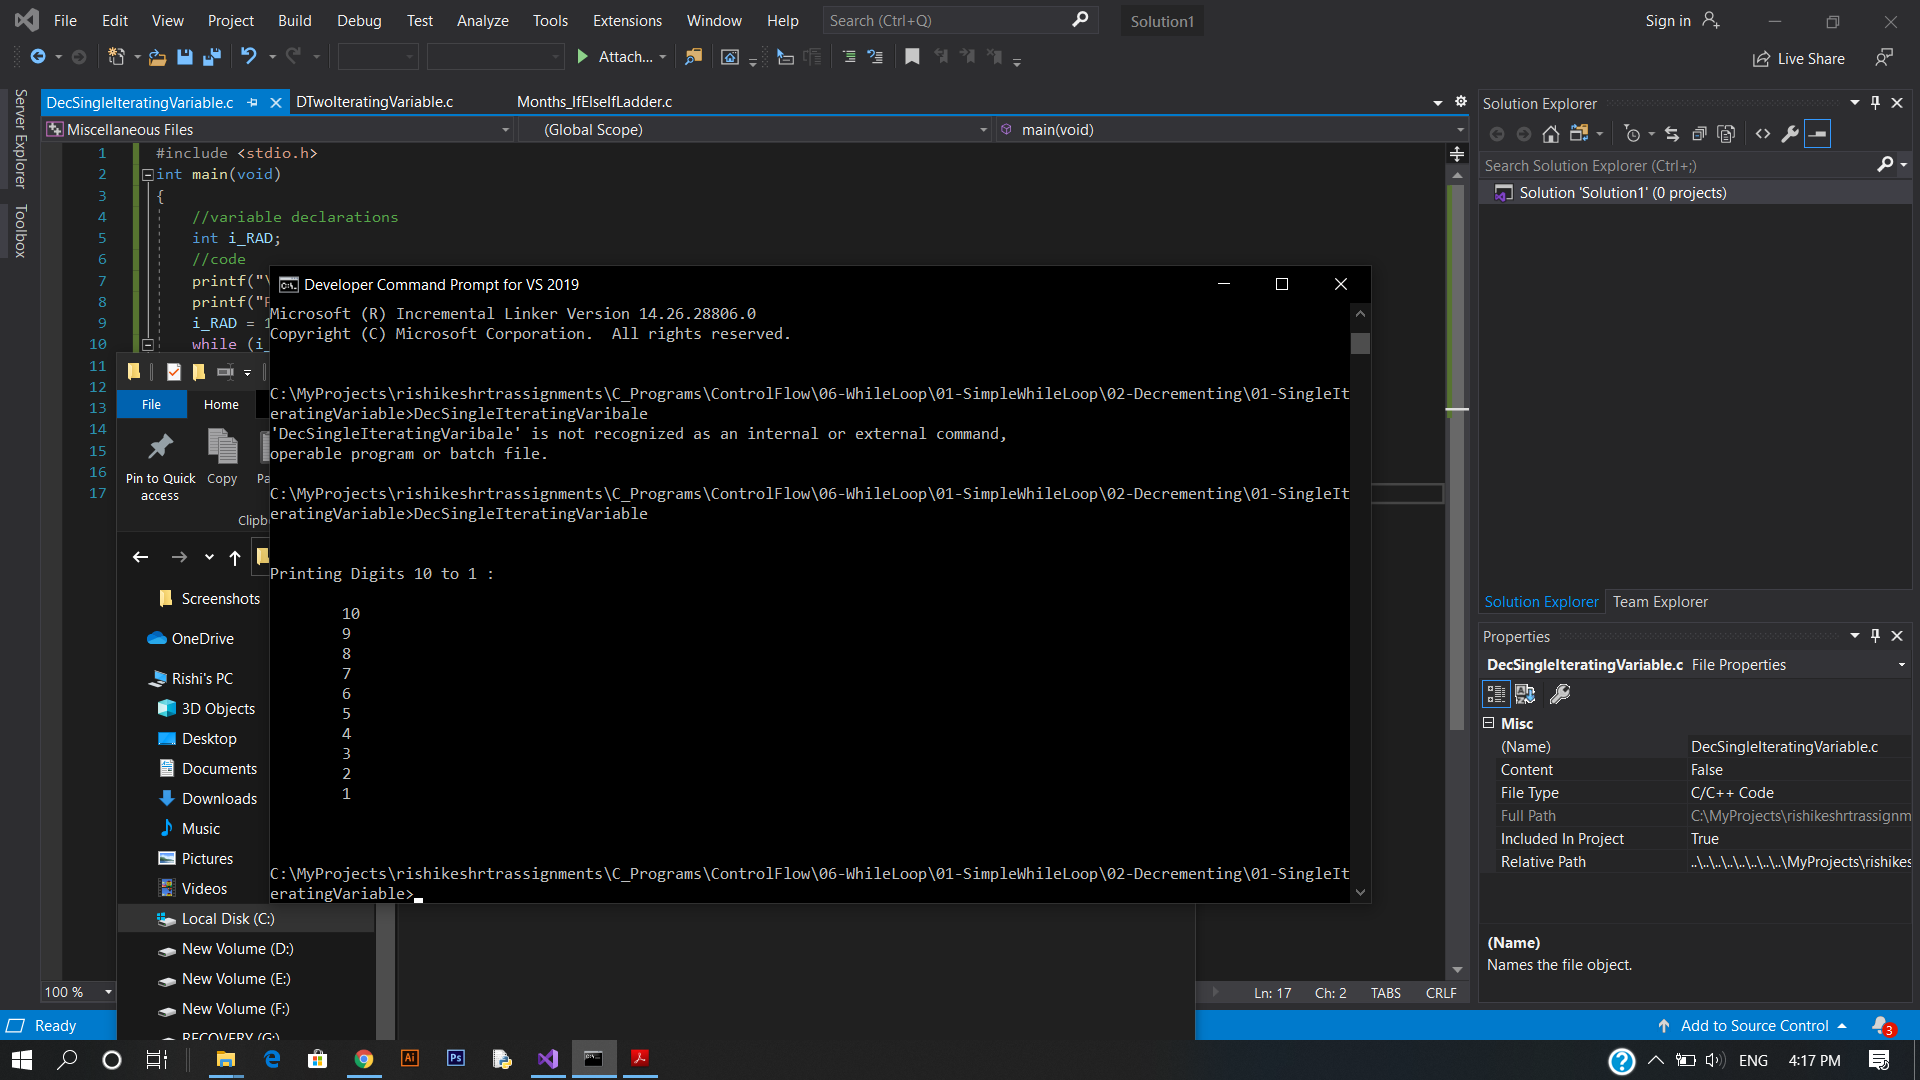 File Edit View Project Build Debug Test Analyze Tools Extensions Window Help Search (Ctrl+Q) Solution1 Sign in
Attach... Live Share
Server Explorer
Toolbox
DecSingleIteratingVariable.c DTwoIteratingVariable.c Months_IfElseIfLadder.c
Miscellaneous Files (Global Scope) main(void)
1 #include <stdio.h>
2 int main(void)
3 {
4 //variable declarations
5 int i_RAD;
6 //code
7 printf("\
8 printf("P
9 i_RAD = 1
10 while (i_
11
12
13
14
15
16
17
File Home
Pin to Quick access
Copy
Pa
Clipb
Screenshots
OneDrive
Rishi's PC
3D Objects
Desktop
Documents
Downloads
Music
Pictures
Videos
Local Disk (C:)
New Volume (D:)
New Volume (E:)
New Volume (F:)
RECOVERY (G:)
Developer Command Prompt for VS 2019
Microsoft (R) Incremental Linker Version 14.26.28806.0
Copyright (C) Microsoft Corporation.  All rights reserved.
C:\MyProjects\rishikeshrtrassignments\C_Programs\ControlFlow\06-WhileLoop\01-SimpleWhileLoop\02-Decrementing\01-SingleIt
eratingVariable>DecSingleIteratingVaribale
'DecSingleIteratingVaribale' is not recognized as an internal or external command,
operable program or batch file.
C:\MyProjects\rishikeshrtrassignments\C_Programs\ControlFlow\06-WhileLoop\01-SimpleWhileLoop\02-Decrementing\01-SingleIt
eratingVariable>DecSingleIteratingVariable
Printing Digits 10 to 1 :
10
9
8
7
6
5
4
3
2
1
C:\MyProjects\rishikeshrtrassignments\C_Programs\ControlFlow\06-WhileLoop\01-SimpleWhileLoop\02-Decrementing\01-SingleIt
eratingVariable>
Solution Explorer
Search Solution Explorer (Ctrl+;)
Solution 'Solution1' (0 projects)
Solution Explorer Team Explorer
Properties
DecSingleIteratingVariable.c File Properties
Misc
(Name) DecSingleIteratingVariable.c
Content False
File Type C/C++ Code
Full Path C:\MyProjects\rishikeshrtrassignm
Included In Project True
Relative Path ..\..\..\..\..\..\..\..\MyProjects\rishikes
(Name)
Names the file object.
100 % Ln: 17 Ch: 2 TABS CRLF
Ready Add to Source Control 3
Ai Ps ENG 4:17 PM